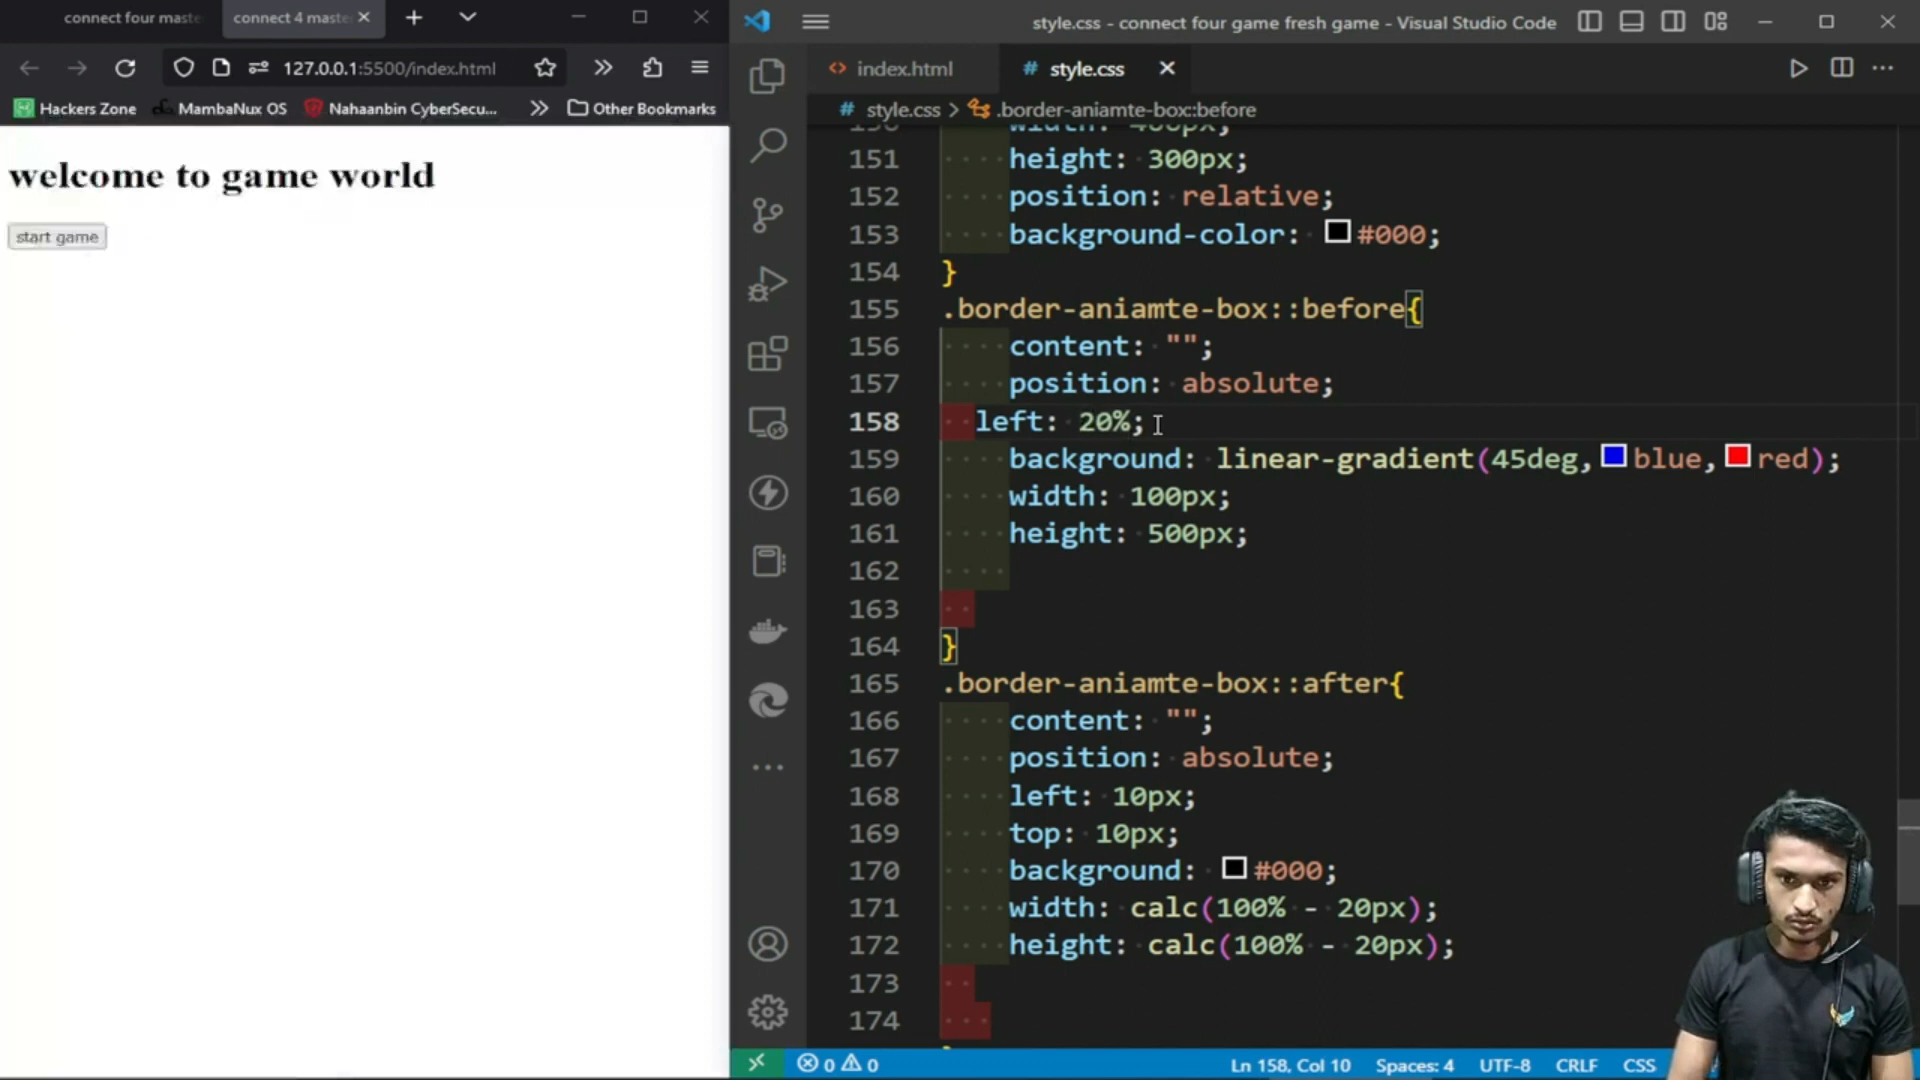 connect four maste
connect 4 maste
127.0.0.1:5500/index.html
Hackers Zone
MambaNux OS
Nahaanbin CyberSecu...
Other Bookmarks
welcome to game world
start game
style.css - connect four game fresh game - Visual Studio Code
index.html
# style.css
# style.css > .border-aniamte-box::before
151 height: 300px;
152 position: relative;
153 background-color: #000;
154 }
155 .border-aniamte-box::before{
156 content: "";
157 position: absolute;
158 left: 20%;
159 background: linear-gradient(45deg,blue,red);
160 width: 100px;
161 height: 500px;
162
163
164 }
165 .border-aniamte-box::after{
166 content: "";
167 position: absolute;
168 left: 10px;
169 top: 10px;
170 background: #000;
171 width: calc(100% - 20px);
172 height: calc(100% - 20px);
173
174
0 0
Ln 158, Col 10
Spaces: 4
UTF-8
CRLF
CSS